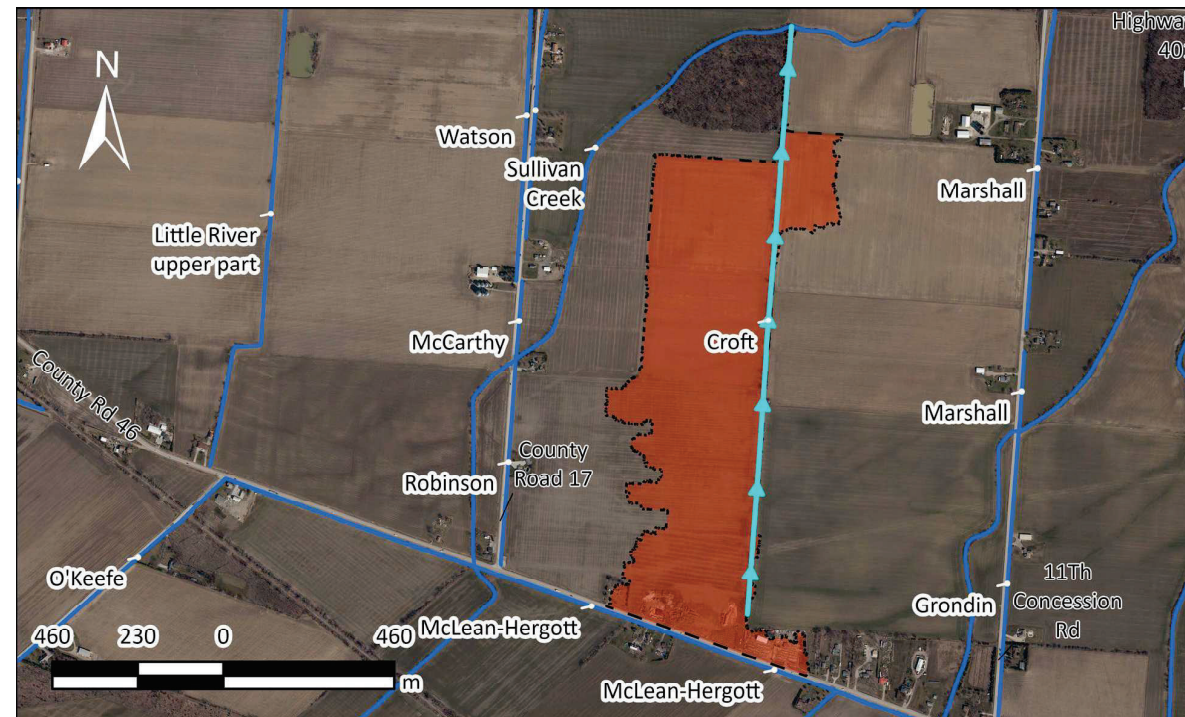 Highwa
40
N
Watson
Sullivan
Creek
Marshall
Little River
upper part
McCarthy
Croft
County Rd 46
Marshall
County
Road 17
Robinson
O'Keefe
11Th
Concession
Rd
Grondin
McLean-Hergott
460 230 0 460
m
McLean-Hergott